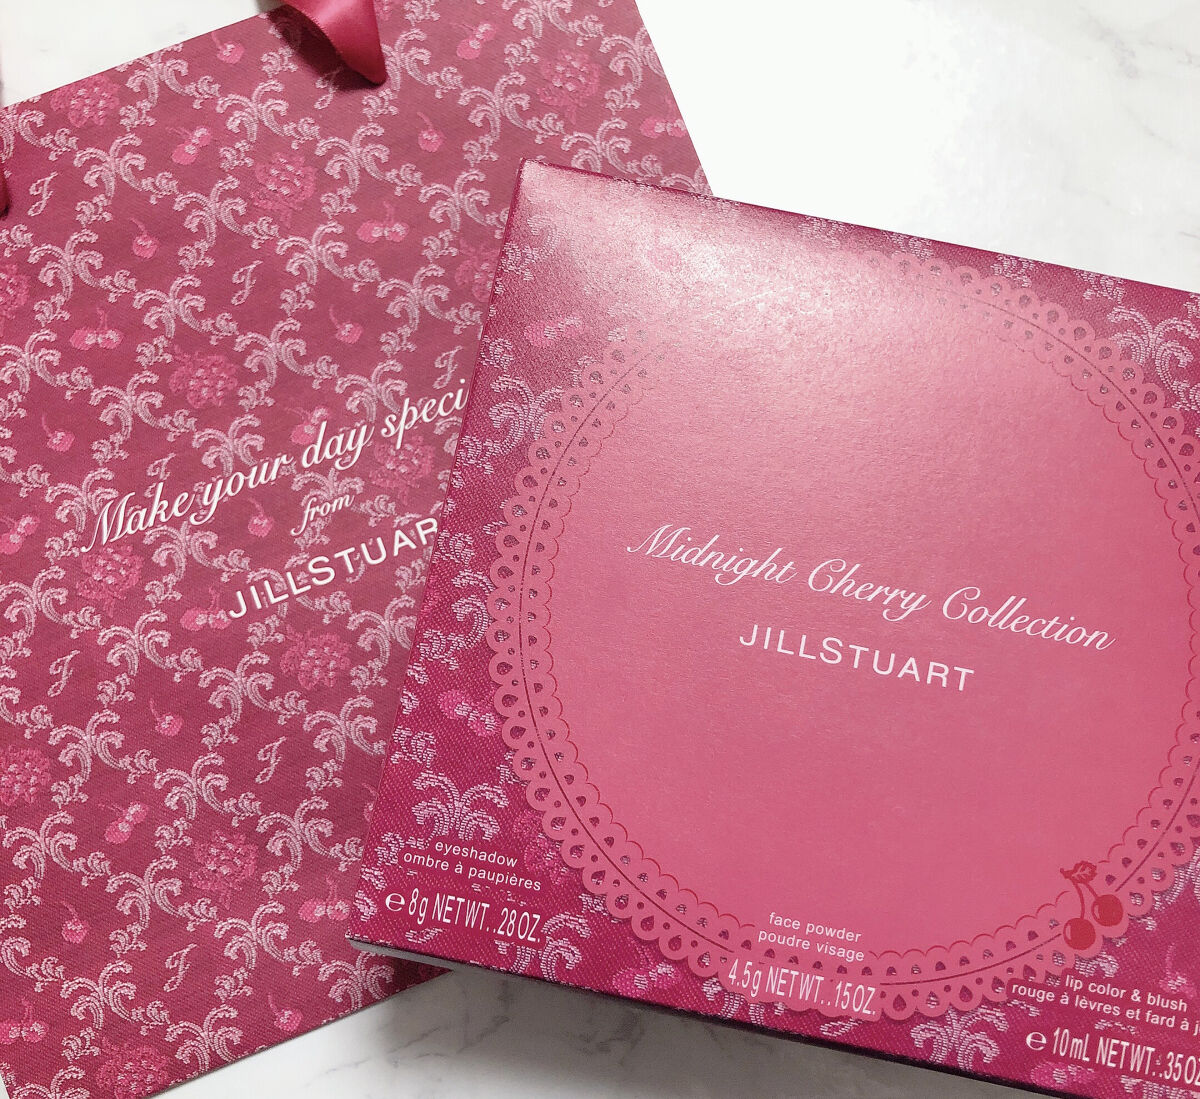 Make your day speci
from
JILLSTUAR
Midnight Cherry Collection
JILLSTUART
eyeshadow
ombre à paupières
℮ 8g NET WT. .28 OZ.
face powder
poudre visage
4.5g NET WT. .15 OZ.
lip color & blush
rouge à lèvres et fard à j
℮ 10mL NET WT. .35 OZ